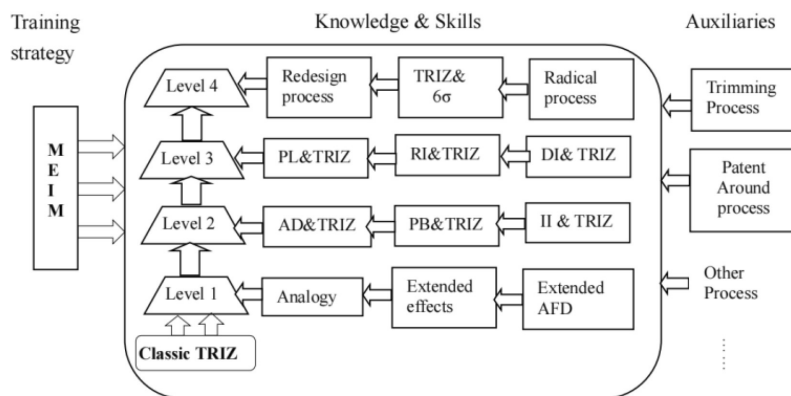 Training
strategy
Knowledge & Skills
Auxiliaries
Level 4
Redesign
process
TRIZ&
6σ
Radical
process
Trimming
Process
M
E
I
M
Level 3
PL&TRIZ
RI&TRIZ
DI& TRIZ
Patent
Around
process
Level 2
AD&TRIZ
PB&TRIZ
II & TRIZ
Level 1
Analogy
Extended
effects
Extended
AFD
Other
Process
Classic TRIZ